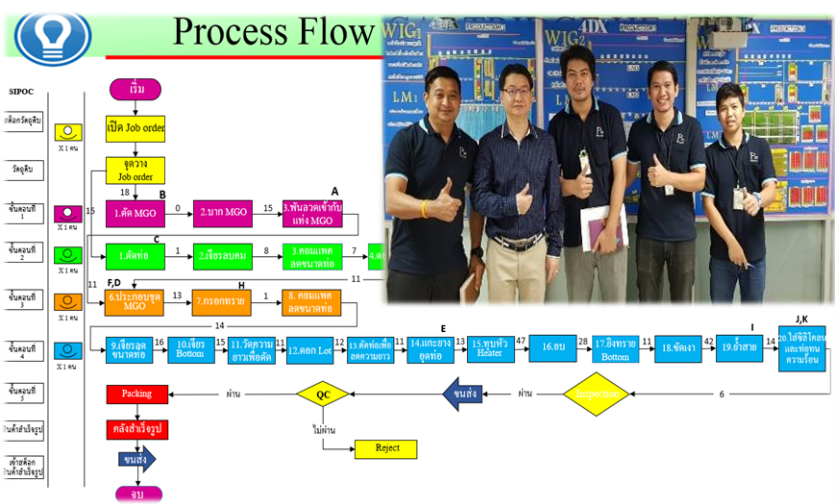 Process Flow
SIPOC
วัตถุดิบ
ขั้นตอนที่
1
ขั้นตอนที่
2
ขั้นตอนที่
3
ขั้นตอนที่
4
ขั้นตอนที่
5
X 1 คน
X 1 คน
X 1 คน
X 1 คน
X 1 คน
เริ่ม
เปิด Job order
จุดวาง
Job order
18
15
B
1.ตัด MGO
0
2.บาก MGO
15
A
3.พันลวดเข้ากับ
แท่ง MGO
C
1.ตัดท่อ
1
2.เจียรลบคม
8
3.คอมแพค
ลดขนาดท่อ
7
11
11
F,D
6.ประกอบชุด
MGO
13
H
7.กรอกทราย
1
8. คอมแพค
ลดขนาดท่อ
14
9.เจียรลด
ขนาดท่อ
16
10.เจียร
Bottom
15
11.วัดความ
ยาวเพื่อตัด
11
12.ตอก Lot
12
13.ตัดท่อเพื่อ
ลดความยาว
11
E
14.แกะยาง
อุดท่อ
13
15.ทุบหัว
Heater
47
16.อบ
28
17.ยิงทราย
Bottom
11
18.ขัดเงา
42
I
19.ย้ำสาย
14
J,K
20.ใส่ซิลิโคลน
และท่อทน
ความร้อน
6
Inspection
ผ่าน
ขนส่ง
QC
ผ่าน
Packing
ไม่ผ่าน
Reject
คลังสำเร็จรูป
ขนส่ง
จบ
WIG1
LM1
WIG2
4DX
PRODUCTION2
PRODUCTION3